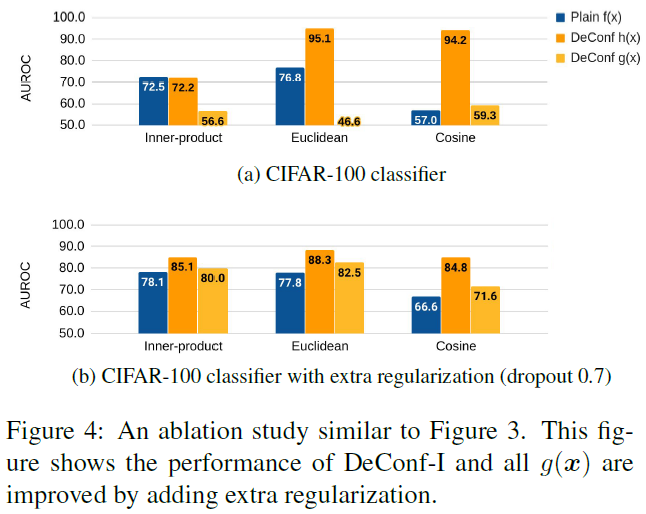 100.0
90.0
80.0
70.0
60.0
50.0
AUROC
72.5 72.2 56.6
76.8 95.1 46.6
57.0 94.2 59.3
Inner-product Euclidean Cosine
Plain f(x)
DeConf h(x)
DeConf g(x)
(a) CIFAR-100 classifier
100.0
90.0
80.0
70.0
60.0
50.0
AUROC
78.1 85.1 80.0
77.8 88.3 82.5
66.6 84.8 71.6
Inner-product Euclidean Cosine
(b) CIFAR-100 classifier with extra regularization (dropout 0.7)
Figure 4: An ablation study similar to Figure 3. This fig-
ure shows the performance of DeConf-I and all g(x) are
improved by adding extra regularization.